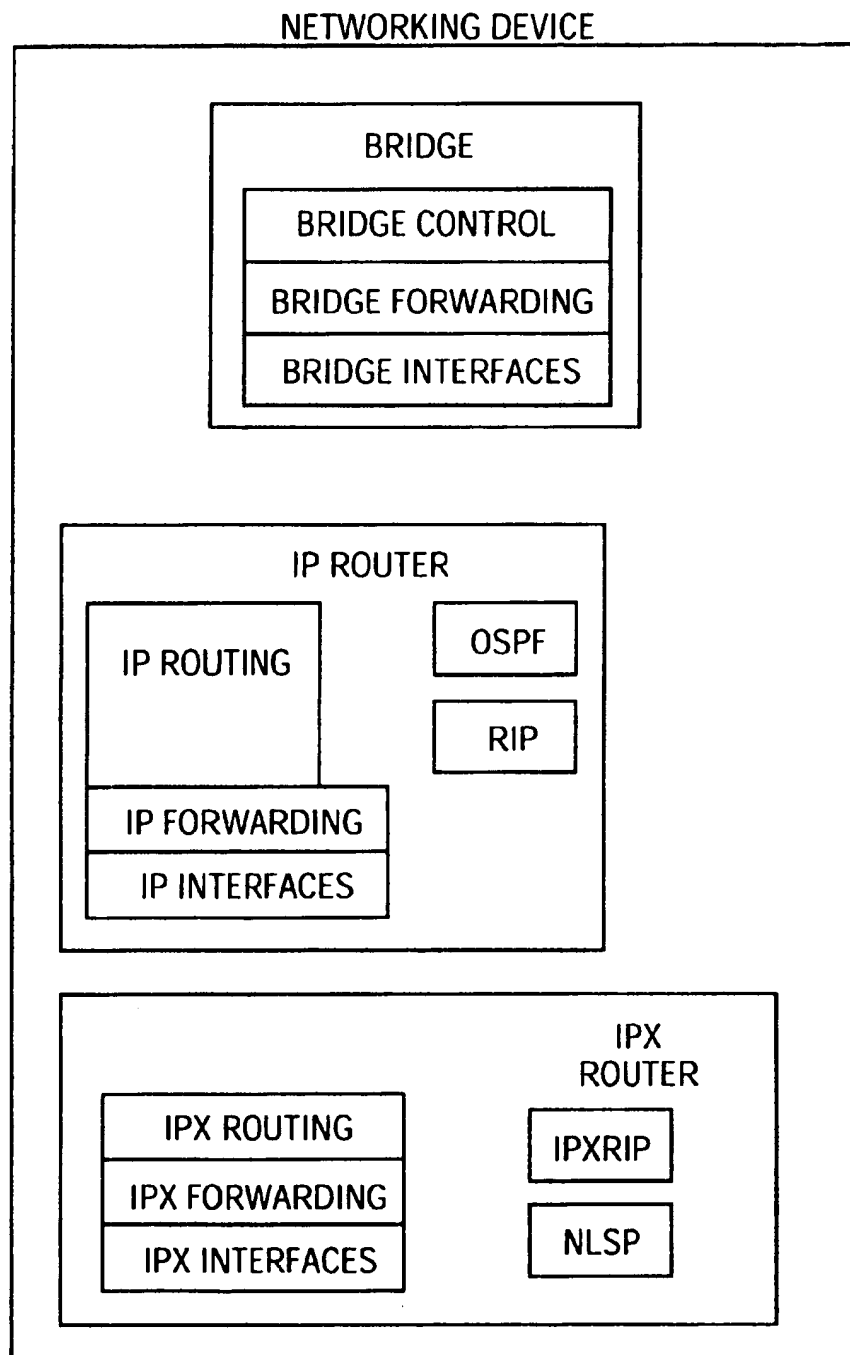 NETWORKING DEVICE
BRIDGE
BRIDGE CONTROL
BRIDGE FORWARDING
BRIDGE INTERFACES
IP ROUTER
IP ROUTING
OSPF
RIP
IP FORWARDING
IP INTERFACES
IPX
ROUTER
IPX ROUTING
IPX FORWARDING
IPX INTERFACES
IPXRIP
NLSP